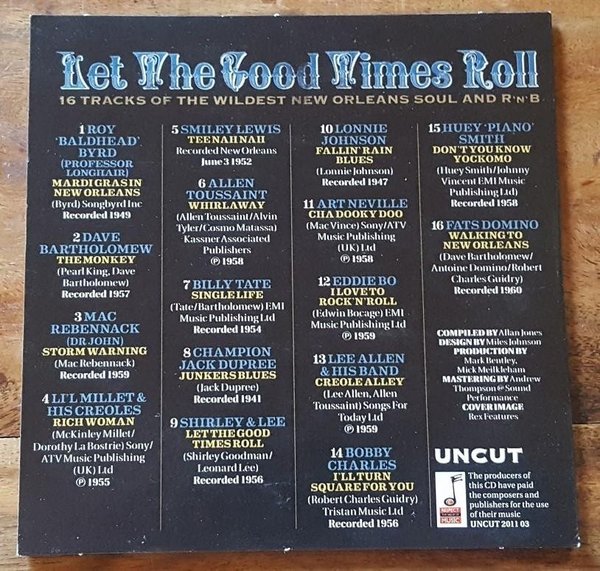 Let The Good Times Roll
16 TRACKS OF THE WILDEST NEW ORLEANS SOUL AND R'N'B
1 ROY
'BALDHEAD'
BYRD
(PROFESSOR
LONGHAIR)
MARDI GRAS IN
NEW ORLEANS
(Byrd) Songbyrd Inc
Recorded 1949
2 DAVE
BARTHOLOMEW
THE MONKEY
(Pearl King, Dave
Bartholomew)
Recorded 1957
3 MAC
REBENNACK
(DR JOHN)
STORM WARNING
(Mac Rebennack)
Recorded 1959
4 LI'L MILLET &
HIS CREOLES
RICH WOMAN
(McKinley Millet/
Dorothy La Bostrie) Sony/
ATV Music Publishing
(UK) Ltd
℗ 1955
5 SMILEY LEWIS
TEE NAH NAH
Recorded New Orleans
June 3 1952
6 ALLEN
TOUSSAINT
WHIRLAWAY
(Allen Toussaint/Alvin
Tyler/Cosmo Matassa)
Kassner Associated
Publishers
℗ 1958
7 BILLY TATE
SINGLE LIFE
(Tate/Bartholomew) EMI
Music Publishing Ltd
Recorded 1954
8 CHAMPION
JACK DUPREE
JUNKERS BLUES
(Jack Dupree)
Recorded 1941
9 SHIRLEY & LEE
LET THE GOOD
TIMES ROLL
(Shirley Goodman/
Leonard Lee)
Recorded 1956
10 LONNIE
JOHNSON
FALLIN' RAIN
BLUES
(Lonnie Johnson)
Recorded 1947
11 ART NEVILLE
CHA DOOKY DOO
(Mac Vince) Sony/ATV
Music Publishing
(UK) Ltd
℗ 1958
12 EDDIE BO
I LOVE TO
ROCK'N'ROLL
(Edwin Bocage) EMI
Music Publishing Ltd
℗ 1959
13 LEE ALLEN
& HIS BAND
CREOLE ALLEY
(Lee Allen, Allen
Toussaint) Songs For
Today Ltd
℗ 1959
14 BOBBY
CHARLES
I'LL TURN
SQUARE FOR YOU
(Robert Charles Guidry)
Tristan Music Ltd
Recorded 1956
15 HUEY 'PIANO'
SMITH
DON'T YOU KNOW
YOCKOMO
(Huey Smith/Johnny
Vincent EMI Music
Publishing Ltd)
Recorded 1958
16 FATS DOMINO
WALKING TO
NEW ORLEANS
(Dave Bartholomew/
Antoine Domino/Robert
Charles Guidry)
Recorded 1960
COMPILED BY Allan Jones
DESIGN BY Miles Johnson
PRODUCTION BY
Mark Bentley,
Mick Meikleham
MASTERING BY Andrew
Thompson @ Sound
Performance
COVER IMAGE
Rex Features
UNCUT
RESPECT
THE VALUE OF
MUSIC
The producers of
this CD have paid
the composers and
publishers for the use
of their music
UNCUT 2011 03